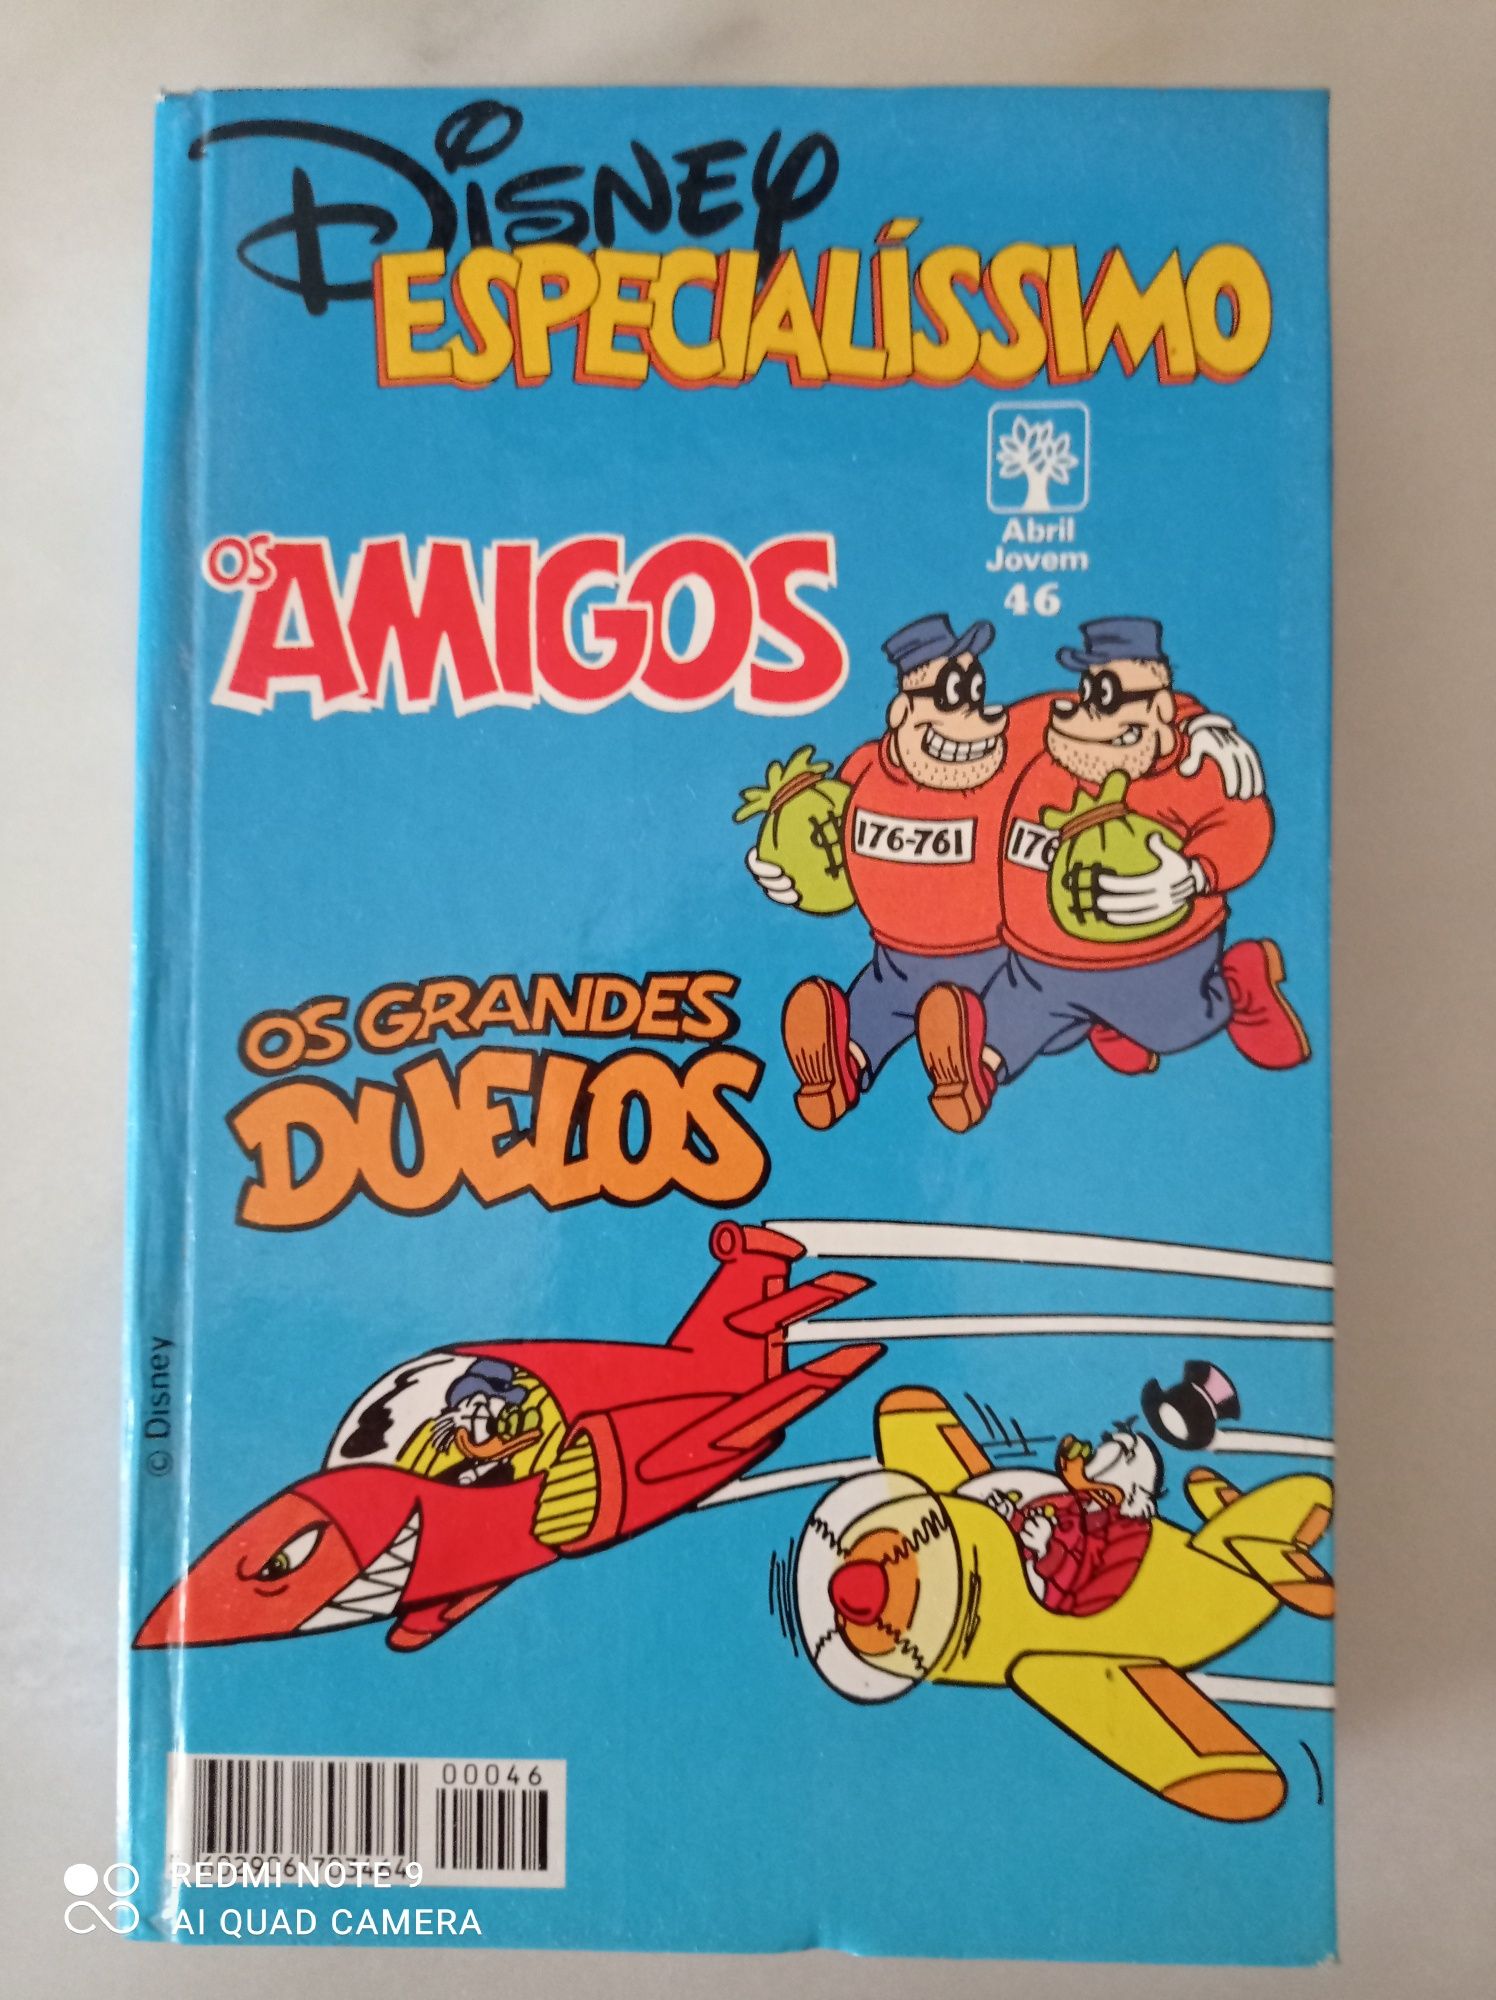 Disney
ESPECIALÍSSIMO
Abril
Jovem
46
OS AMIGOS
176-761
176
OS GRANDES
DUELOS
© Disney
00046
REDMI NOTE 9
AI QUAD CAMERA